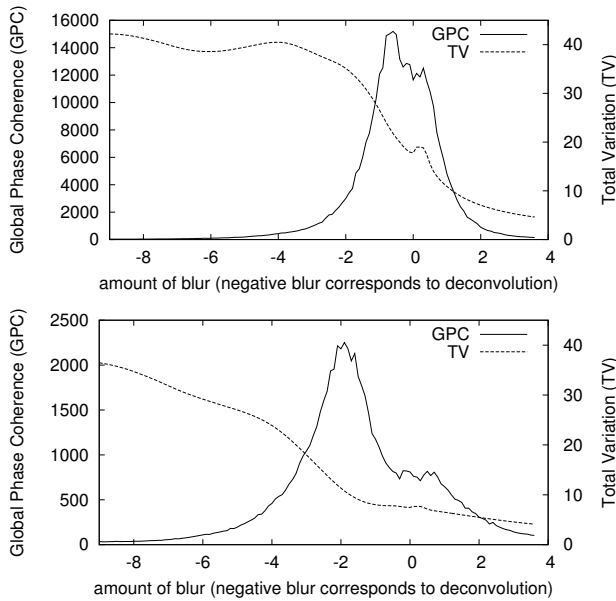 Global Phase Coherence (GPC)
16000
14000
12000
10000
8000
6000
4000
2000
0
GPC
TV
40
30
20
10
0
Total Variation (TV)
-8 -6 -4 -2 0 2 4
amount of blur (negative blur corresponds to deconvolution)
Global Phase Coherence (GPC)
2500
2000
1500
1000
500
0
GPC
TV
40
30
20
10
0
Total Variation (TV)
-8 -6 -4 -2 0 2 4
amount of blur (negative blur corresponds to deconvolution)